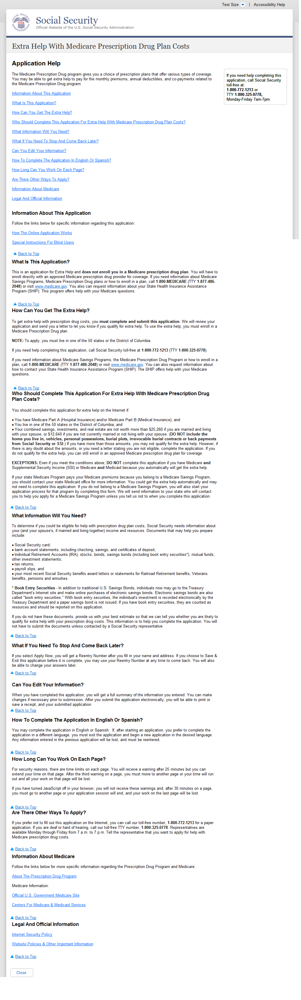 Text Size | Accessibility Help
SOCIAL SECURITY ADMINISTRATION
USA
Social Security
Official Website of the U.S. Social Security Administration
Extra Help With Medicare Prescription Drug Plan Costs
Application Help
The Medicare Prescription Drug program gives you a choice of prescription plans that offer various types of coverage.
You may be able to get extra help to pay for the monthly premiums, annual deductibles, and co-payments related to
the Medicare Prescription Drug program.
If you need help completing this
application, call Social Security
toll-free at:
1-800-772-1213 or
TTY 1-800-325-0778,
Monday-Friday 7am-7pm
Information About This Application
What Is This Application?
How Can You Get The Extra Help?
Who Should Complete This Application For Extra Help With Medicare Prescription Drug Plan Costs?
What Information Will You Need?
What If You Need To Stop And Come Back Later?
Can You Edit Your Information?
How To Complete The Application In English Or Spanish?
How Long Can You Work On Each Page?
Are There Other Ways To Apply?
Information About Medicare
Legal And Official Information
Information About This Application
Follow the links below for specific information regarding this application:
How The Online Application Works
Special Instructions For Blind Users
Back to Top
What Is This Application?
This is an application for Extra Help and does not enroll you in a Medicare prescription drug plan. You will have to
enroll directly with an approved Medicare prescription drug provider for coverage. If you need information about Medicare
Savings Programs, Medicare Prescription Drug plans or how to enroll in a plan, call 1-800-MEDICARE (TTY 1-877-486-
2048) or visit www.medicare.gov. You also can request information about your State Health Insurance Assistance
Program (SHIP). This program offers help with your Medicare questions.
Back to Top
How Can You Get The Extra Help?
To get extra help with prescription drug costs, you must complete and submit this application. We will review your
application and send you a letter to let you know if you qualify for extra help. To use the extra help, you must enroll in a
Medicare Prescription Drug plan.
NOTE: To apply, you must live in one of the 50 states or the District of Columbia.
If you need help completing this application, call Social Security toll-free at 1-800-772-1213 (TTY 1-800-325-0778).
If you need information about Medicare Savings Programs, the Medicare Prescription Drug Program or how to enroll in a
plan, call 1-800-MEDICARE (TTY 1-877-486-2048) or visit www.medicare.gov. You can also request information about
how to contact your State Health Insurance Assistance Program (SHIP). The SHIP offers help with your Medicare
questions.
Back to Top
Who Should Complete This Application For Extra Help With Medicare Prescription Drug
Plan Costs?
You should complete this application for extra help on the Internet if:
• You have Medicare Part A (Hospital Insurance) and/or Medicare Part B (Medical Insurance); and
• You live in one of the 50 states or the District of Columbia; and
• Your combined savings, investments, and real estate are not worth more than $25,260 if you are married and living
with your spouse, or $12,640 if you are not currently married or not living with your spouse. (DO NOT include the
home you live in, vehicles, personal possessions, burial plots, irrevocable burial contracts or back payments
from Social Security or SSI.) If you have more than those amounts, you may not qualify for the extra help. However, if
there is any doubt about the amounts, or you need a letter stating you are not eligible, complete the application. If you
do not qualify for the extra help, you can still enroll in an approved Medicare prescription drug plan for coverage.
EXCEPTIONS: Even if you meet the conditions above, DO NOT complete this application if you have Medicare and
Supplemental Security Income (SSI) or Medicare and Medicaid because you automatically will get the extra help.
If your state Medicare Program pays your Medicare premiums because you belong to a Medicare Savings Program,
you should contact your state Medicaid office for more information. You could get the extra help automatically and may
not need to complete this application. If you do not belong to a Medicare Savings Program, you will also start your
application process for that program by completing this form. We will send information to your state who will contact
you to help you apply for a Medicare Savings Program unless you tell us not to when you complete this application.
Back to Top
What Information Will You Need?
To determine if you could be eligible for help with prescription drug plan costs, Social Security needs information about
your (and your spouse's, if married and living together) income and resources. Documents that may help you prepare
include:
• Social Security card;
• bank account statements, including checking, savings, and certificates of deposit;
• Individual Retirement Accounts (IRA), stocks, bonds, savings bonds (including book entry securities*), mutual funds,
other investment statements;
• tax returns;
• payroll slips; and
• your most recent Social Security benefits award letters or statements for Railroad Retirement benefits, Veterans
benefits, pensions and annuities.
* Book Entry Securities - In addition to traditional U.S. Savings Bonds, individuals now may go to the Treasury
Department's Internet site and make online purchases of electronic savings bonds. Electronic savings bonds are also
called "book entry securities." With book entry securities, the individual's investment is recorded electronically by the
Treasury Department and a paper savings bond is not issued. If you have book entry securities, they are counted as
resources and should be reported on this application.
If you do not have these documents, provide us with your best estimate so that we can tell you whether you are likely to
qualify for extra help with your prescription drug costs. This information is to help you complete the application. You will
not have to submit the documents unless contacted by a Social Security representative.
Back to Top
What If You Need To Stop And Come Back Later?
If you select Apply Now, you will get a Reentry Number after you fill in your name and address. If you choose to Save &
Exit this application before it is complete, you may use your Reentry Number at any time to come back. You will also
be able to change your answers later.
Back to Top
Can You Edit Your Information?
When you have completed the application, you will get a full summary of the information you entered. You can make
changes if necessary prior to submission. After you submit the application electronically, you will be able to print or
save a receipt, and your submitted application.
Back to Top
How To Complete The Application In English Or Spanish?
You may complete the application in English or Spanish. If, after starting an application, you prefer to complete the
application in a different language, you must exit the application and begin a new application in the desired language.
Any information entered in the previous application will be lost, and must be reentered.
Back to Top
How Long Can You Work On Each Page?
For security reasons, there are time limits on each page. You will receive a warning after 25 minutes but you can
extend your time on that page. After the third warning on a page, you must move to another page or your time will run
out and all your work on that page will be lost.
If you have turned JavaScript off in your browser, you will not receive these warnings and, after 30 minutes on a page,
you must go to another page or your application session will end, and your work on the last page will be lost.
Back to Top
Are There Other Ways To Apply?
If you prefer not to fill out this application on the Internet, you can call our toll-free number, 1-800-772-1213 for a paper
application. If you are deaf or hard of hearing, call our toll-free TTY number, 1-800-325-0778. Representatives are
available Monday through Friday from 7 a.m. to 7 p.m. Tell the representative that you want to apply for help with
Medicare prescription drug costs.
Back to Top
Information About Medicare
Follow the links below for more specific information regarding the Prescription Drug Program and Medicare:
About The Prescription Drug Program
Medicare Information:
Official U.S. Government Medicare Site
Centers For Medicare & Medicaid Services
Back to Top
Legal And Official Information
Internet Security Policy
Website Policies & Other Important Information
Back to Top
Close